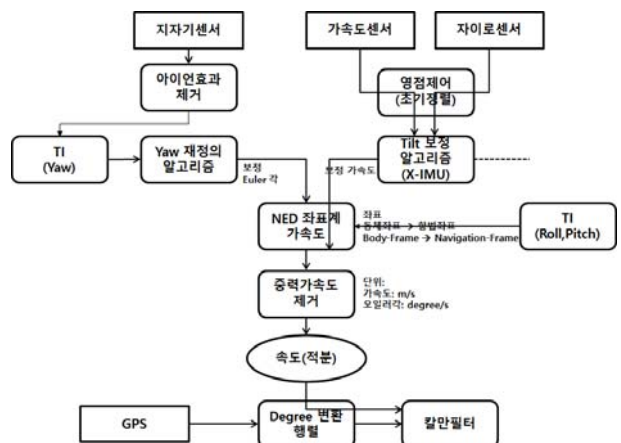 지자기센서
가속도센서
자이로센서
아이언효과
제거
영점제어
(초기정렬)
TI
(Yaw)
Yaw 재정의
알고리즘
보정
Euler 각
보정 가속도
Tilt 보정
알고리즘
(X-IMU)
NED 좌표계
가속도
좌표
동체좌표 → 항법좌표
Body-Frame → Navigation-Frame
TI
(Roll,Pitch)
중력가속도
제거
단위:
가속도: m/s
오일러각: degree/s
속도(적분)
GPS
Degree 변환
행렬
칼만필터